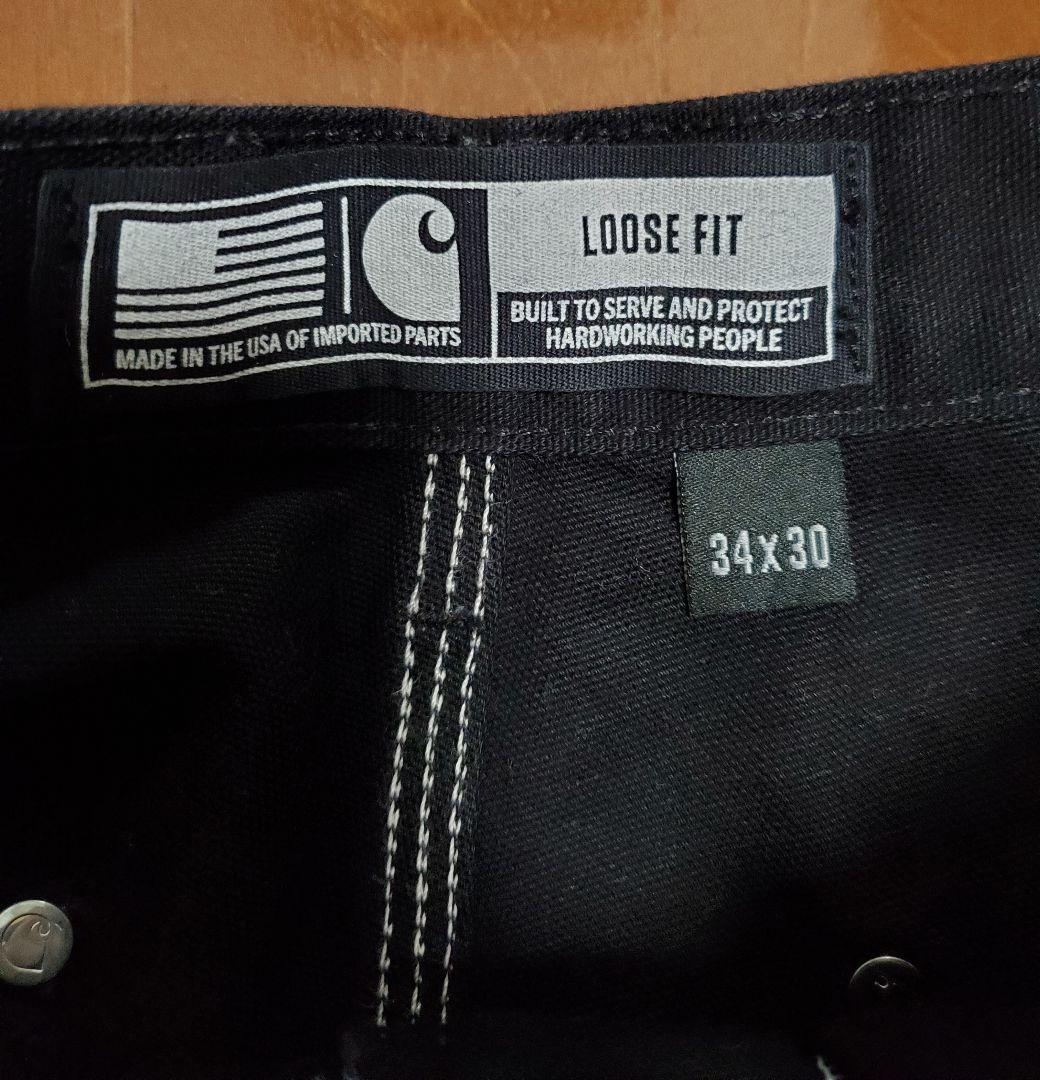 LOOSE FIT
MADE IN THE USA OF IMPORTED PARTS
BUILT TO SERVE AND PROTECT
HARDWORKING PEOPLE
34X30